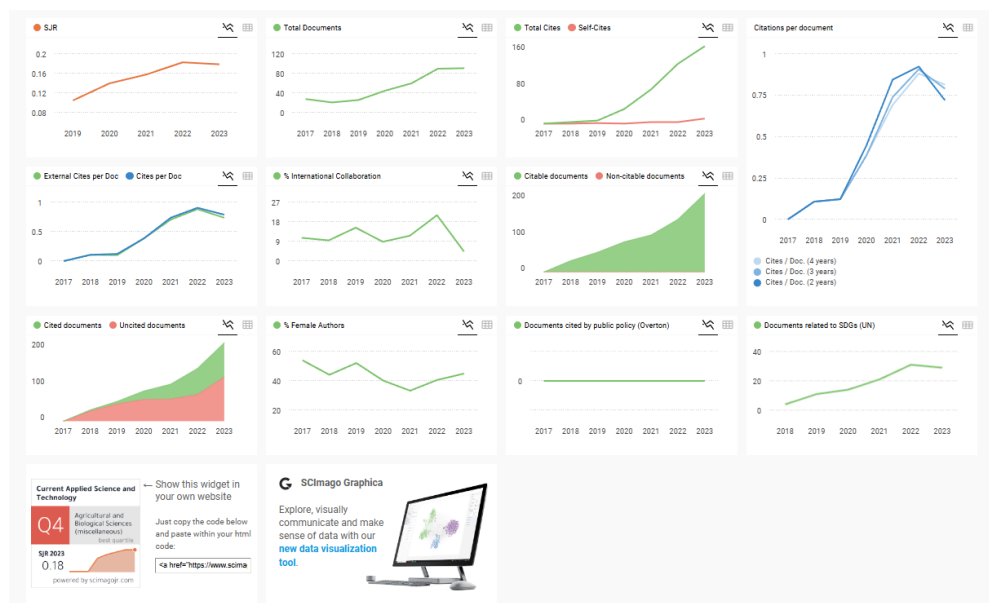 SJR
0.2
0.16
0.12
0.08
2019 2020 2021 2022 2023
Total Documents
120
80
40
0
2017 2018 2019 2020 2021 2022 2023
Total Cites Self-Cites
160
80
0
2017 2018 2019 2020 2021 2022 2023
Citations per document
1
0.75
0.5
0.25
0
2017 2018 2019 2020 2021 2022 2023
Cites / Doc. (4 years)
Cites / Doc. (3 years)
Cites / Doc. (2 years)
External Cites per Doc Cites per Doc
1
0.5
0
2017 2018 2019 2020 2021 2022 2023
% International Collaboration
27
18
9
0
2017 2018 2019 2020 2021 2022 2023
Citable documents Non-citable documents
200
100
0
2017 2018 2019 2020 2021 2022 2023
Cited documents Uncited documents
200
100
0
2017 2018 2019 2020 2021 2022 2023
% Female Authors
60
40
20
2017 2018 2019 2020 2021 2022 2023
Documents cited by public policy (Overton)
0
2017 2018 2019 2020 2021 2022 2023
Documents related to SDGs (UN)
40
20
0
2018 2019 2020 2021 2022 2023
Current Applied Science and
Technology
Q4
Agricultural and
Biological Sciences
(miscellaneous)
best quartile
SJR 2023
0.18
powered by scimagojr.com
← Show this widget in
your own website
Just copy the code below
and paste within your html
code:
<a href="https://www.scima
SCImago Graphica
Explore, visually
communicate and make
sense of data with our
new data visualization
tool.